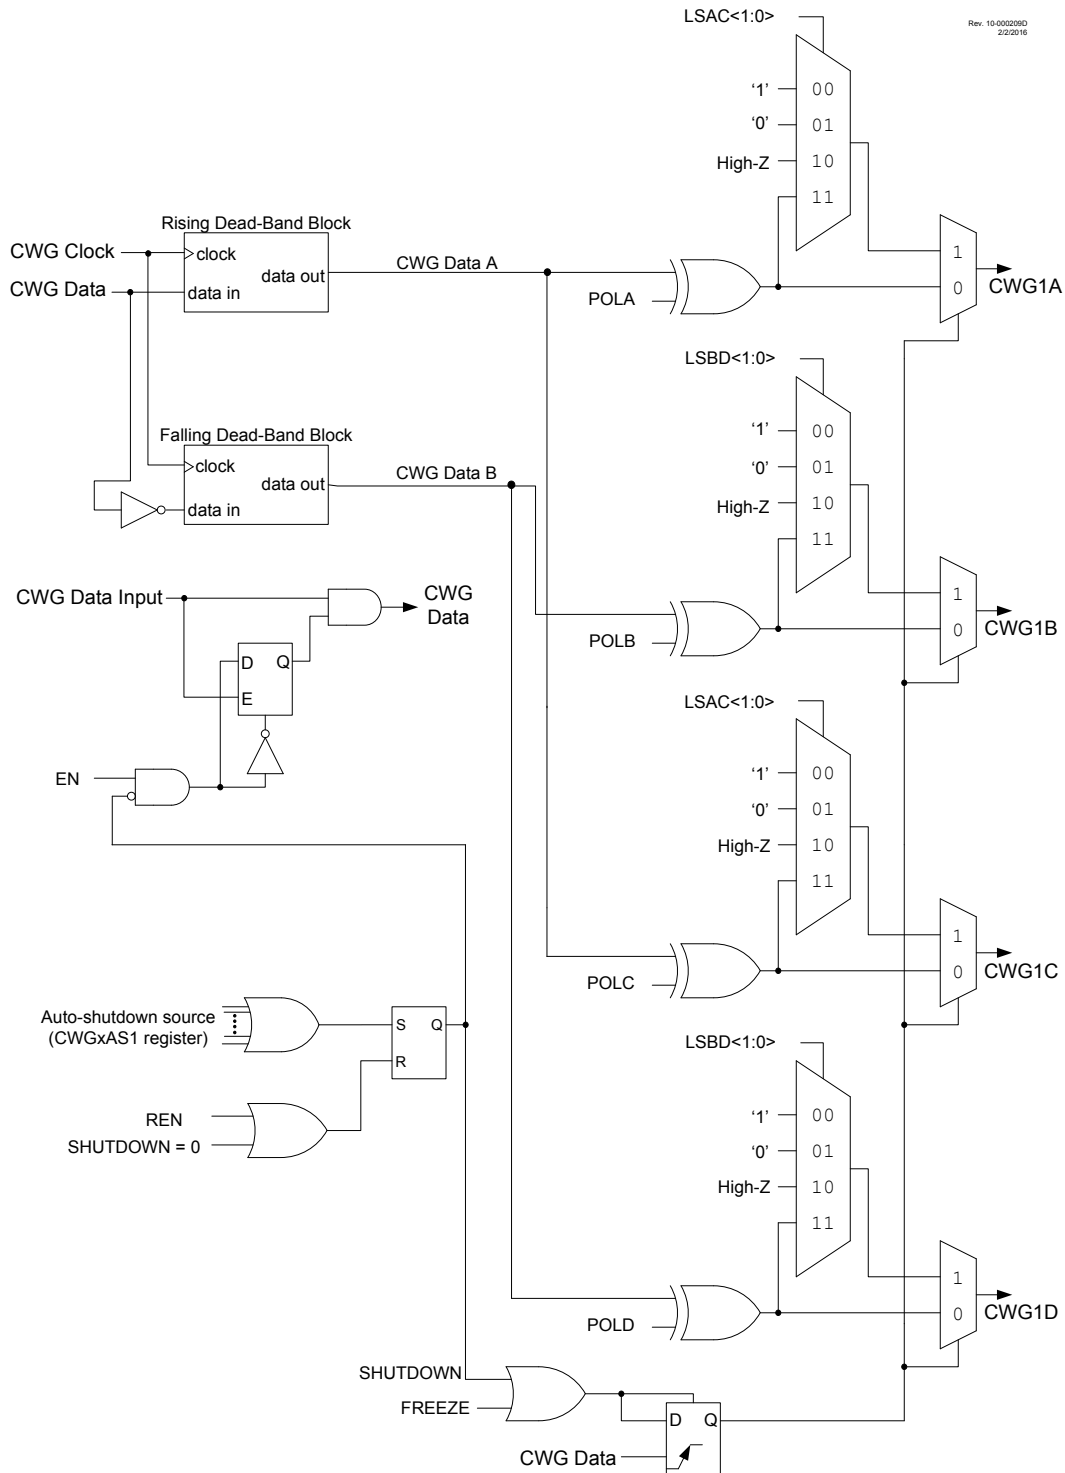 LSAC<1:0>
Rev. 10-000209D
2/2/2016
'1'
00
'0'
01
High-Z
10
11
Rising Dead-Band Block
CWG Clock
clock
CWG Data A
1
data out
CWG Data
data in
0
CWG1A
POLA
LSBD<1:0>
'1'
00
Falling Dead-Band Block
'0'
01
clock
CWG Data B
data out
High-Z
10
data in
11
CWG Data Input
CWG
Data
1
0
CWG1B
POLB
D
Q
E
LSAC<1:0>
EN
'1'
00
'0'
01
High-Z
10
11
1
0
CWG1C
POLC
Auto-shutdown source
(CWGxAS1 register)
S
Q
R
LSBD<1:0>
REN
SHUTDOWN = 0
'1'
00
'0'
01
High-Z
10
11
1
0
CWG1D
POLD
SHUTDOWN
FREEZE
D
Q
CWG Data